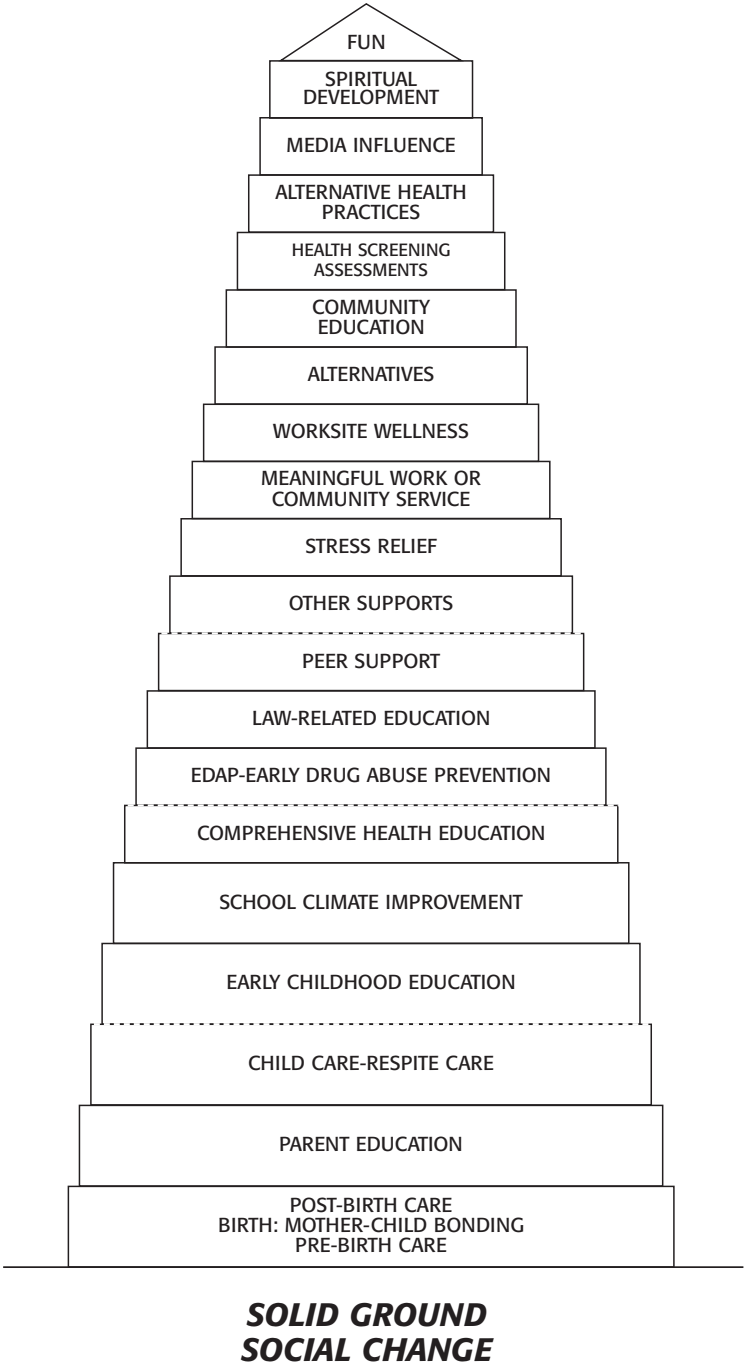 FUN
SPIRITUAL
DEVELOPMENT
MEDIA INFLUENCE
ALTERNATIVE HEALTH
PRACTICES
HEALTH SCREENING
ASSESSMENTS
COMMUNITY
EDUCATION
ALTERNATIVES
WORKSITE WELLNESS
MEANINGFUL WORK OR
COMMUNITY SERVICE
STRESS RELIEF
OTHER SUPPORTS
PEER SUPPORT
LAW-RELATED EDUCATION
EDAP-EARLY DRUG ABUSE PREVENTION
COMPREHENSIVE HEALTH EDUCATION
SCHOOL CLIMATE IMPROVEMENT
EARLY CHILDHOOD EDUCATION
CHILD CARE-RESPITE CARE
PARENT EDUCATION
POST-BIRTH CARE
BIRTH: MOTHER-CHILD BONDING
PRE-BIRTH CARE
SOLID GROUND
SOCIAL CHANGE